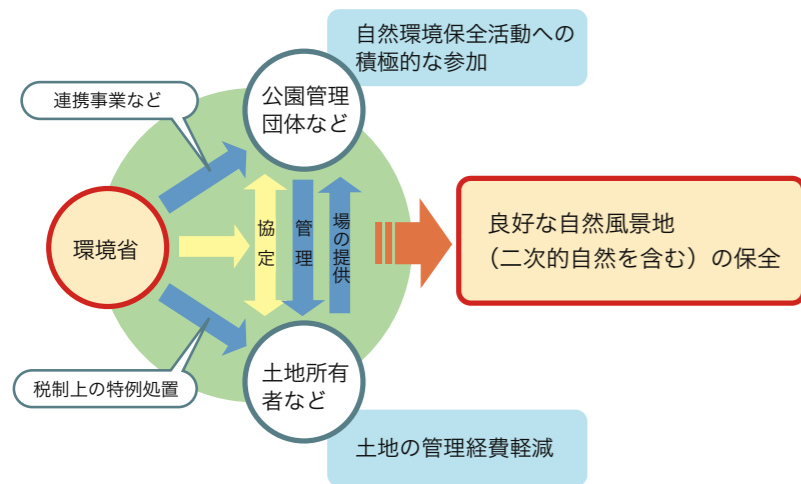 自然環境保全活動への
積極的な参加
連携事業など
公園管理
団体など
環境省
協定
管理
場の提供
良好な自然風景地
（二次的自然を含む）の保全
税制上の特例処置
土地所有
者など
土地の管理経費軽減